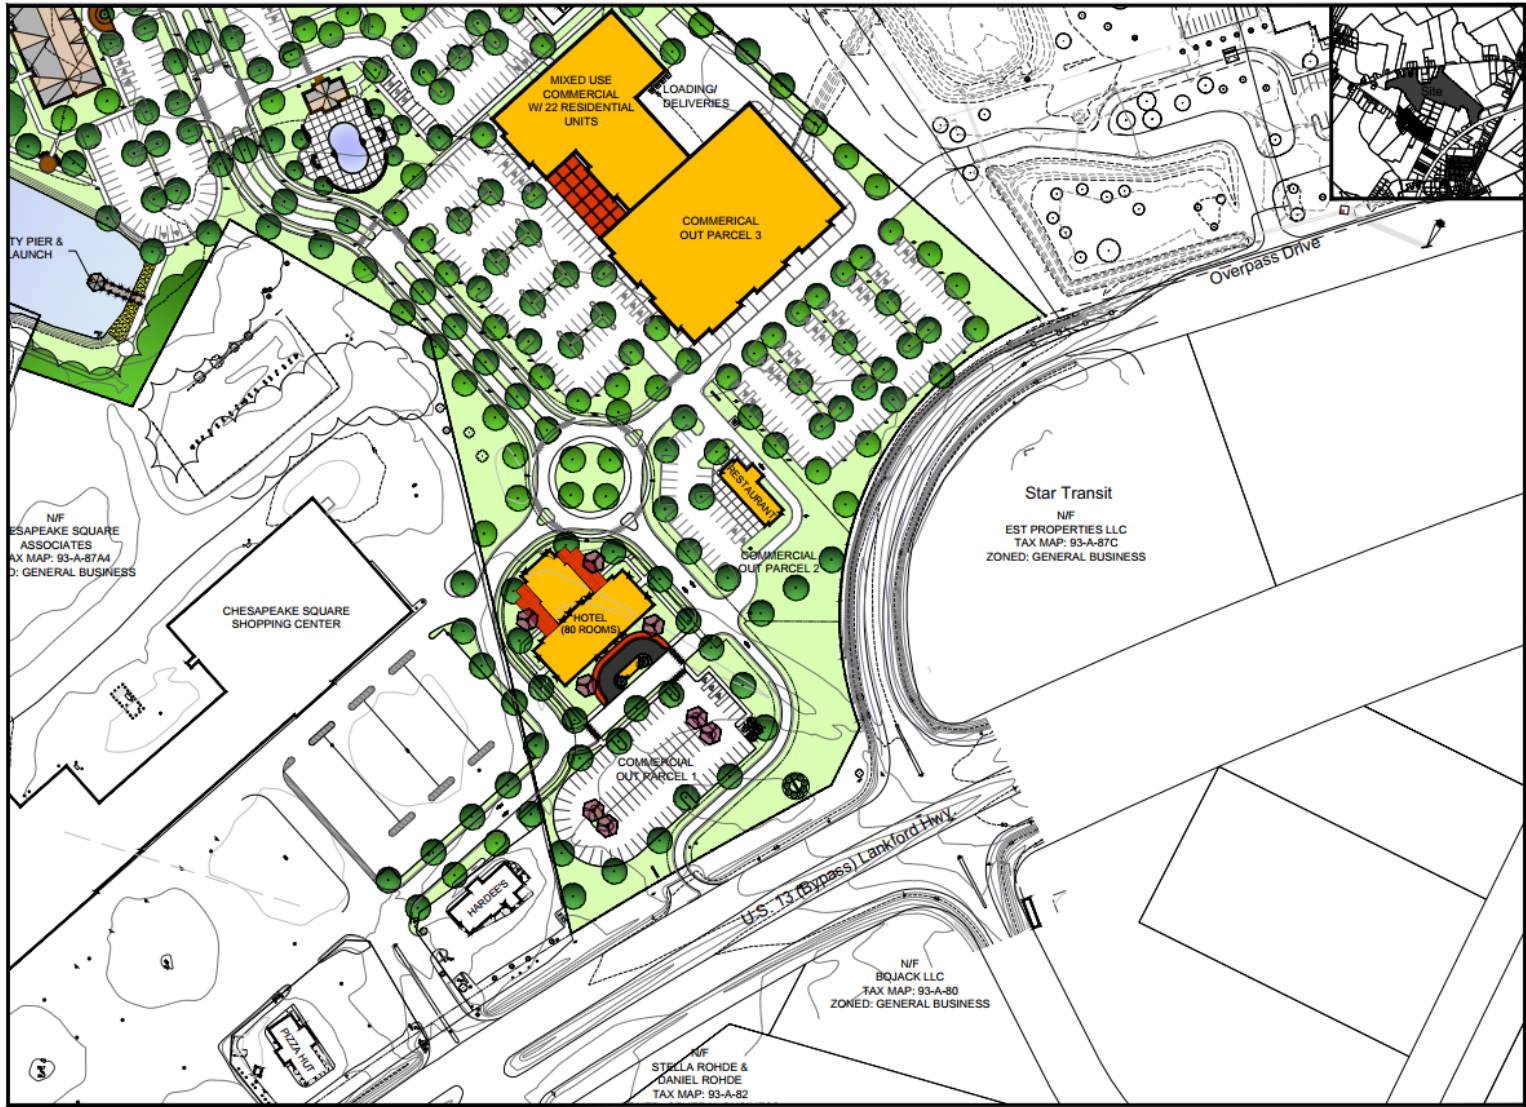 MIXED USE
COMMERCIAL
W/ 22 RESIDENTIAL
UNITS
LOADING/
DELIVERIES
Site
COMMERICAL
OUT PARCEL 3
TY PIER &
LAUNCH
Overpass Drive
RESTAURANT
Star Transit
N/F
EST PROPERTIES LLC
TAX MAP: 93-A-87C
ZONED: GENERAL BUSINESS
N/F
ESAPEAKE SQUARE
ASSOCIATES
AX MAP: 93-A-87A4
D: GENERAL BUSINESS
COMMERCIAL
OUT PARCEL 2
CHESAPEAKE SQUARE
SHOPPING CENTER
HOTEL
(80 ROOMS)
COMMERCIAL
OUT PARCEL 1
U.S. 13 (Bypass) Lankford Hwy.
HARDEE'S
PIZZA HUT
N/F
BOJACK LLC
TAX MAP: 93-A-80
ZONED: GENERAL BUSINESS
N/F
STELLA ROHDE &
DANIEL ROHDE
TAX MAP: 93-A-82